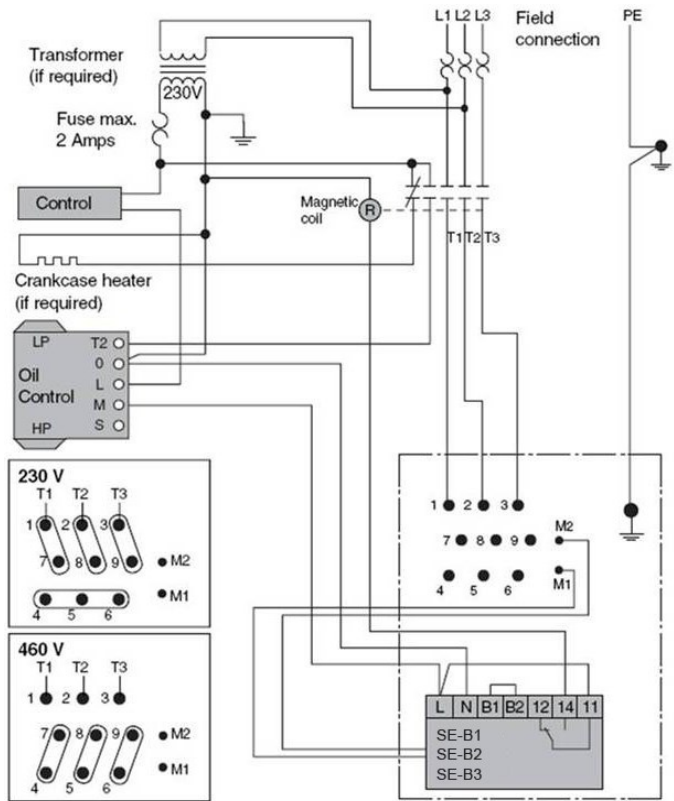 L1 L2 L3
Field connection
PE
Transformer (if required)
230V
Fuse max. 2 Amps
Control
Magnetic coil
R
T1 T2 T3
Crankcase heater (if required)
LP
T2
0
Oil Control
L
M
HP
S
230 V
T1 T2 T3
1 2 3
7 8 9
M2
M1
4 5 6
460 V
T1 T2 T3
1 2 3
7 8 9
M2
M1
4 5 6
1 2 3
M2
7 8 9
M1
4 5 6
L N B1 B2 12 14 11
SE-B1
SE-B2
SE-B3